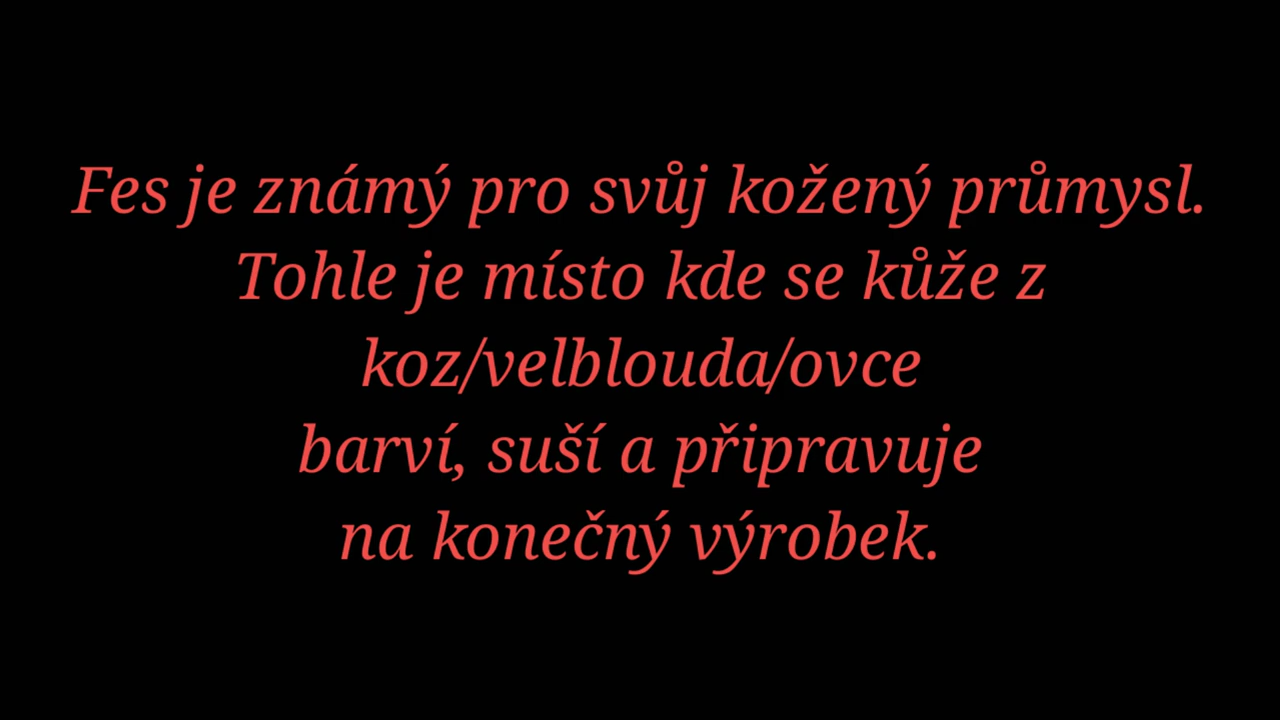 Fes je známý pro svůj kožený průmysl.
Tohle je místo kde se kůže z
koz/velblouda/ovce
barví, suší a připravuje
na konečný výrobek.